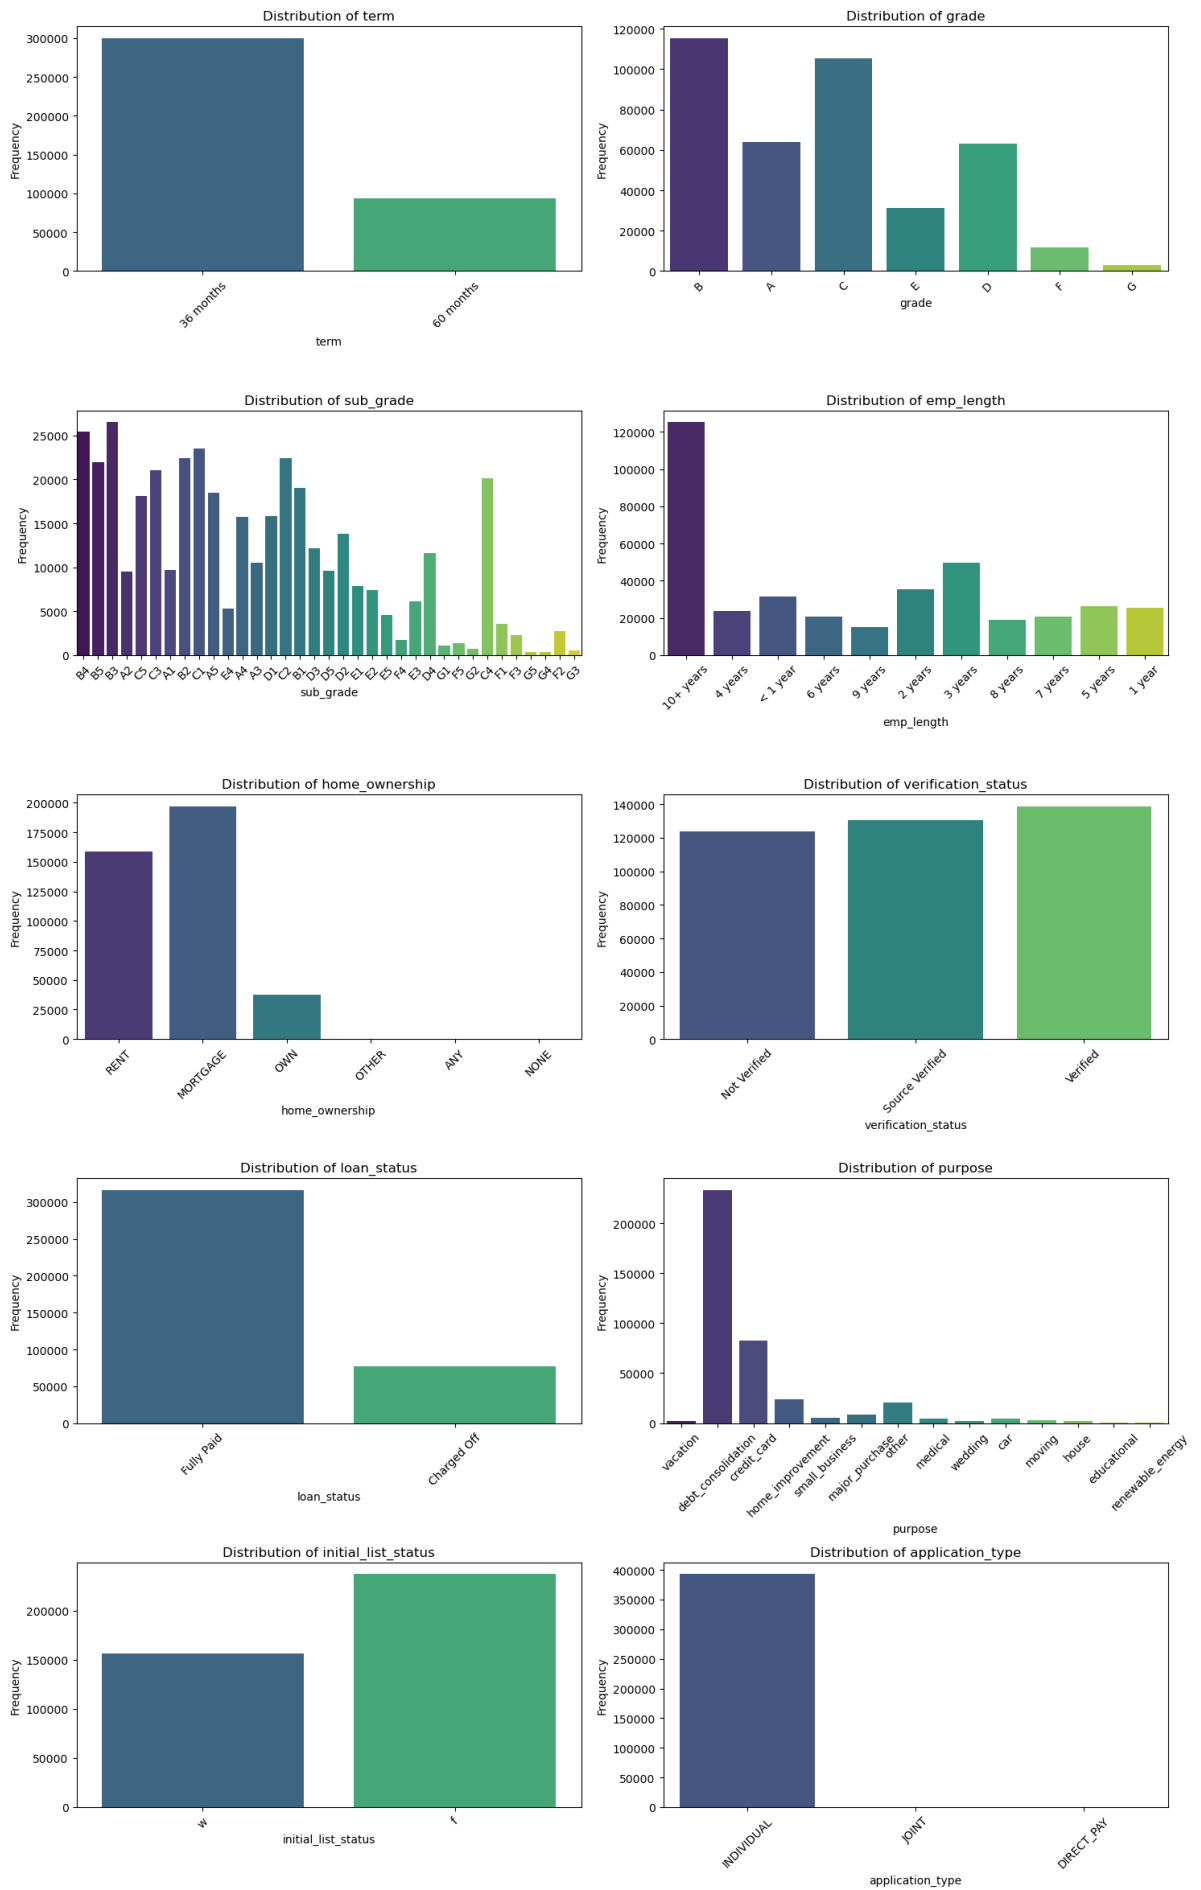 Distribution of term
Frequency
300000
250000
200000
150000
100000
50000
0
36 months
60 months
term
Distribution of grade
Frequency
120000
100000
80000
60000
40000
20000
0
B
A
C
E
D
F
G
grade
Distribution of sub_grade
Frequency
25000
20000
15000
10000
5000
0
B4
B5
B3
A2
C5
C3
A1
B2
C1
A5
E4
A4
A3
D1
C2
B1
D3
D5
D2
E1
E2
E5
F4
E3
D4
G1
F5
G2
C4
F1
F3
G5
G4
F2
G3
sub_grade
Distribution of emp_length
Frequency
120000
100000
80000
60000
40000
20000
0
10+ years
4 years
< 1 year
6 years
9 years
2 years
3 years
8 years
7 years
5 years
1 year
emp_length
Distribution of home_ownership
Frequency
200000
175000
150000
125000
100000
75000
50000
25000
0
RENT
MORTGAGE
OWN
OTHER
ANY
NONE
home_ownership
Distribution of verification_status
Frequency
140000
120000
100000
80000
60000
40000
20000
0
Not Verified
Source Verified
Verified
verification_status
Distribution of loan_status
Frequency
300000
250000
200000
150000
100000
50000
0
Fully Paid
Charged Off
loan_status
Distribution of purpose
Frequency
200000
150000
100000
50000
0
vacation
debt_consolidation
credit_card
home_improvement
small_business
major_purchase
other
medical
wedding
car
moving
house
educational
renewable_energy
purpose
Distribution of initial_list_status
Frequency
200000
150000
100000
50000
0
w
f
initial_list_status
Distribution of application_type
Frequency
400000
350000
300000
250000
200000
150000
100000
50000
0
INDIVIDUAL
JOINT
DIRECT_PAY
application_type